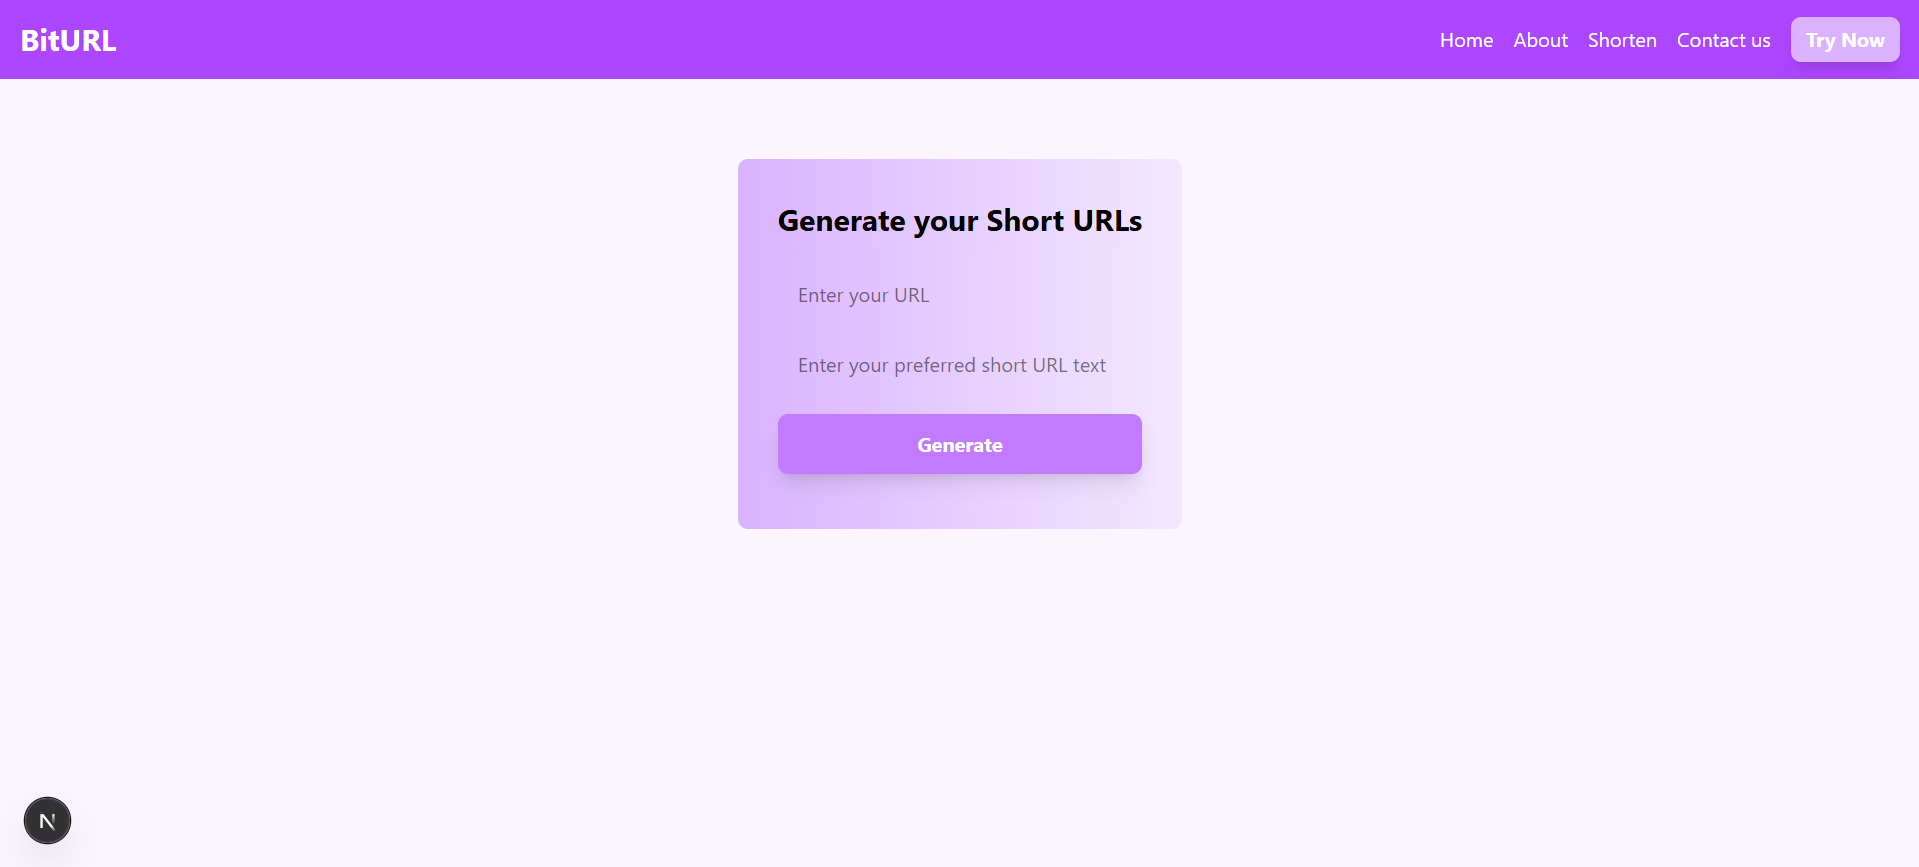 BitURL
Home About Shorten Contact us Try Now
Generate your Short URLs
Enter your URL
Enter your preferred short URL text
Generate
N